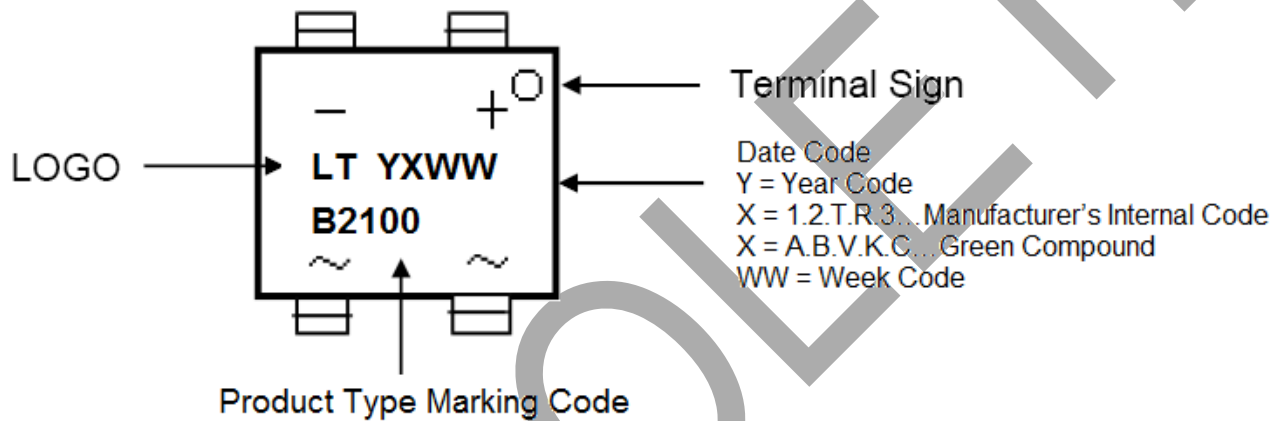 Terminal Sign
− +
LOGO
LT YXWW
B2100
~ ~
Date Code
Y = Year Code
X = 1.2.T.R.3...Manufacturer's Internal Code
X = A.B.V.K.C...Green Compound
WW = Week Code
Product Type Marking Code